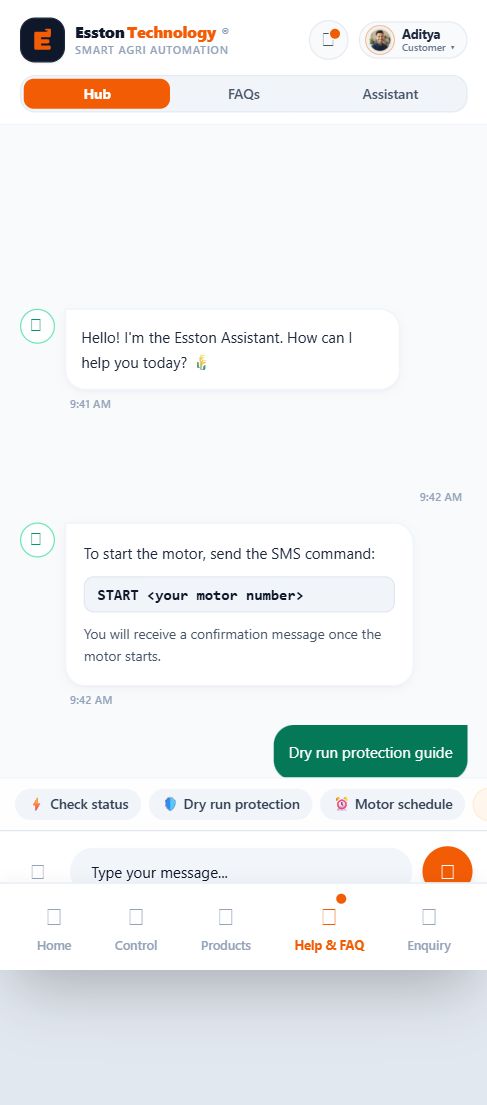 Esston Technology ®
SMART AGRI AUTOMATION
Aditya
Customer ▾
Hub
FAQs
Assistant
Hello! I'm the Esston Assistant. How can I
help you today? 🌾
9:41 AM
9:42 AM
To start the motor, send the SMS command:
START <your motor number>
You will receive a confirmation message once the
motor starts.
9:42 AM
Dry run protection guide
⚡ Check status
🛡️ Dry run protection
⏰ Motor schedule
Type your message...
Home
Control
Products
Help & FAQ
Enquiry